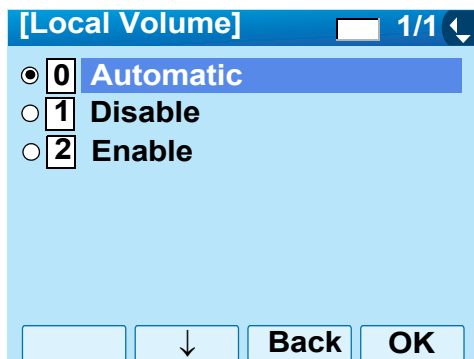 [Local Volume] 1/1
0 Automatic
1 Disable
2 Enable
↓ Back OK